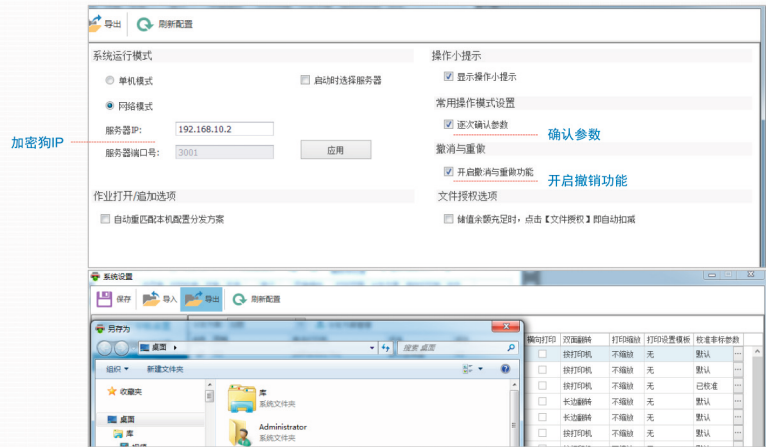 导出 刷新配置
系统运行模式 操作小提示
单机模式 启动时选择服务器 显示操作小提示
网络模式 常用操作模式设置
服务器IP: 192.168.10.2 逐次确认参数 确认参数
加密狗IP
服务器端口号: 3001 应用 撤消与重做
开启撤消与重做功能 开启撤销功能
作业打开/追加选项 文件授权选项
自动重匹配本机配置分发方案 储值余额充足时，点击【文件授权】即自动扣减
系统设置
保存 导入 导出 刷新配置
另存为
桌面 搜索 桌面
组织 新建文件夹
收藏夹 库
系统文件夹
桌面 Administrator
库 系统文件夹
横向打印 双面翻转 打印缩放 打印设置模板 校准非标参数
按打印机 不缩放 无 默认
按打印机 不缩放 无 默认
按打印机 不缩放 无 已校准
长边翻转 不缩放 无 默认
长边翻转 不缩放 无 默认
按打印机 不缩放 无 默认